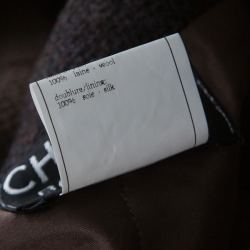 100% laine - wool
doublure/lining:
100% soie - silk
CH